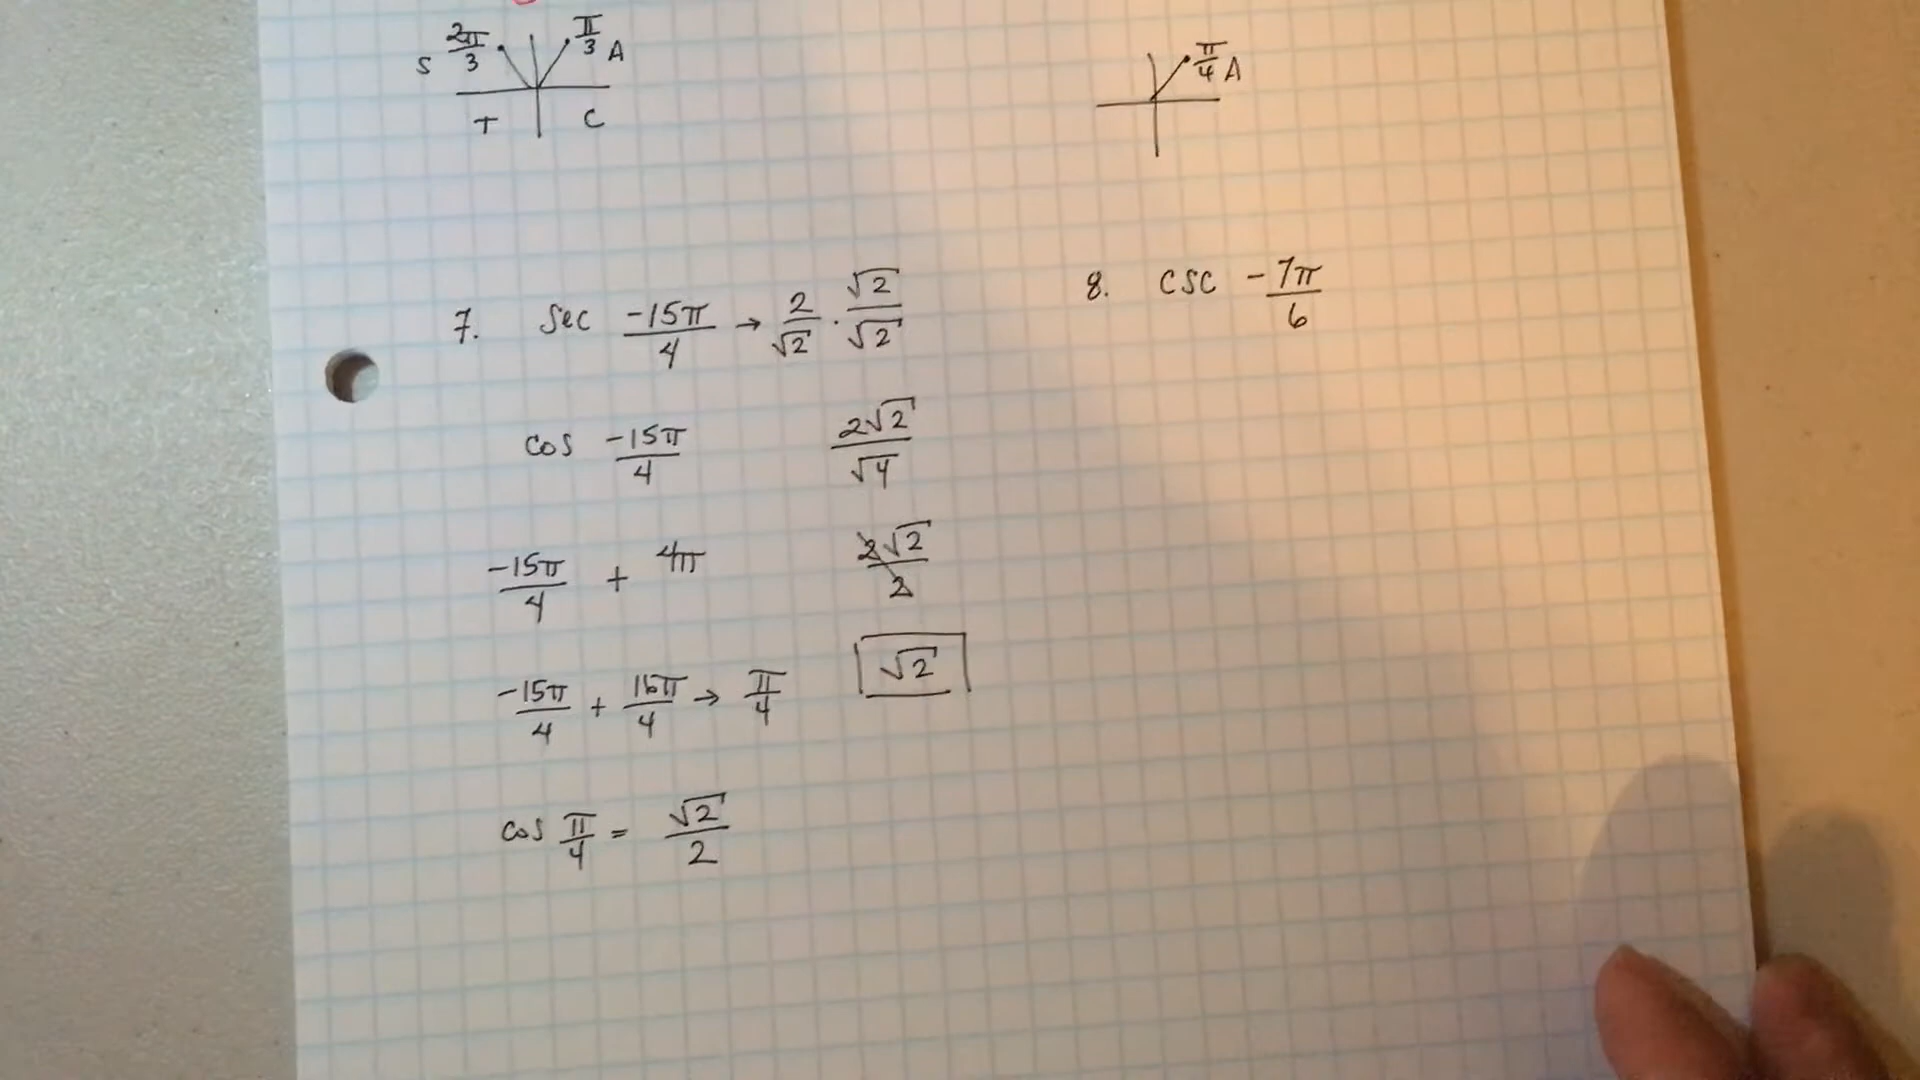 S 2π/3 π/3 A
T C
π/4 A
7. Sec -15π/4 → 2/√2 · √2/√2
cos -15π/4 2√2/√4
-15π/4 + 4π 2√2/2
-15π/4 + 16π/4 → π/4 √2
cos π/4 = √2/2
8. csc -7π/6